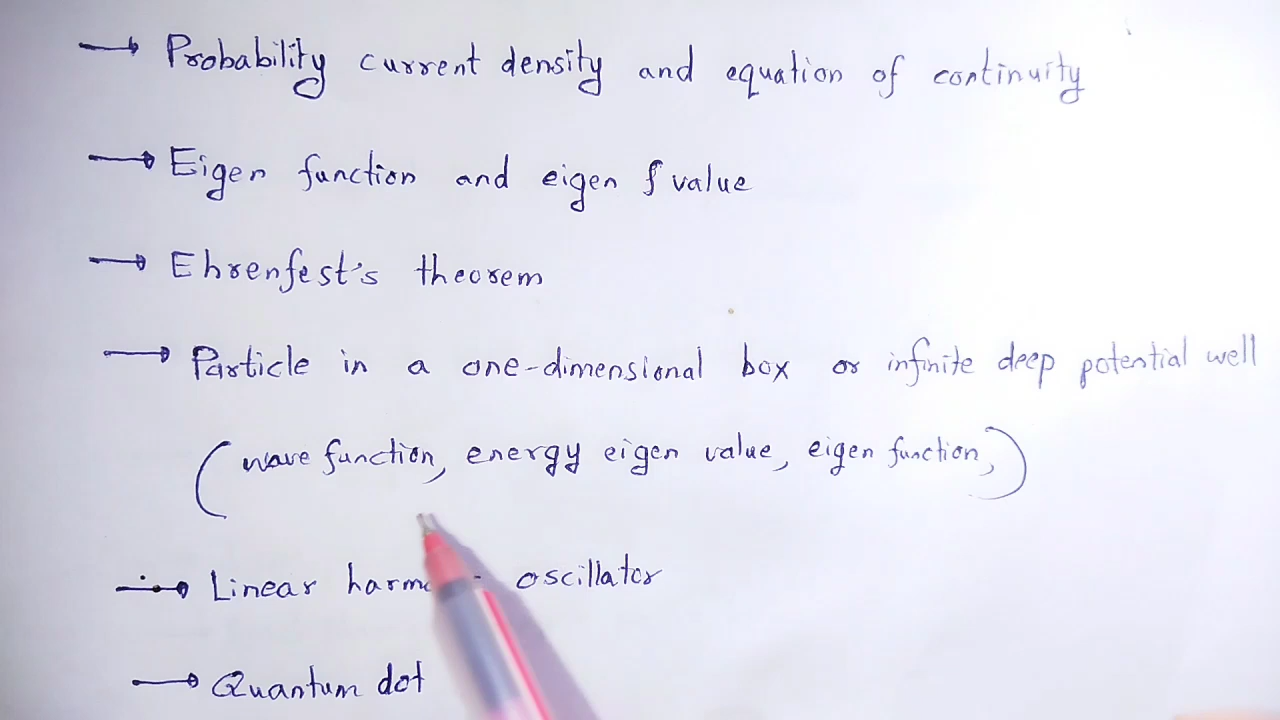 → Probability current density and equation of continuity
→ Eigen function and eigen f value
→ Ehrenfest's theorem
→ Particle in a one-dimensional box or infinite deep potential well
(wave function, energy eigen value, eigen function,)
→ Linear oscillator
→ Quantum dot